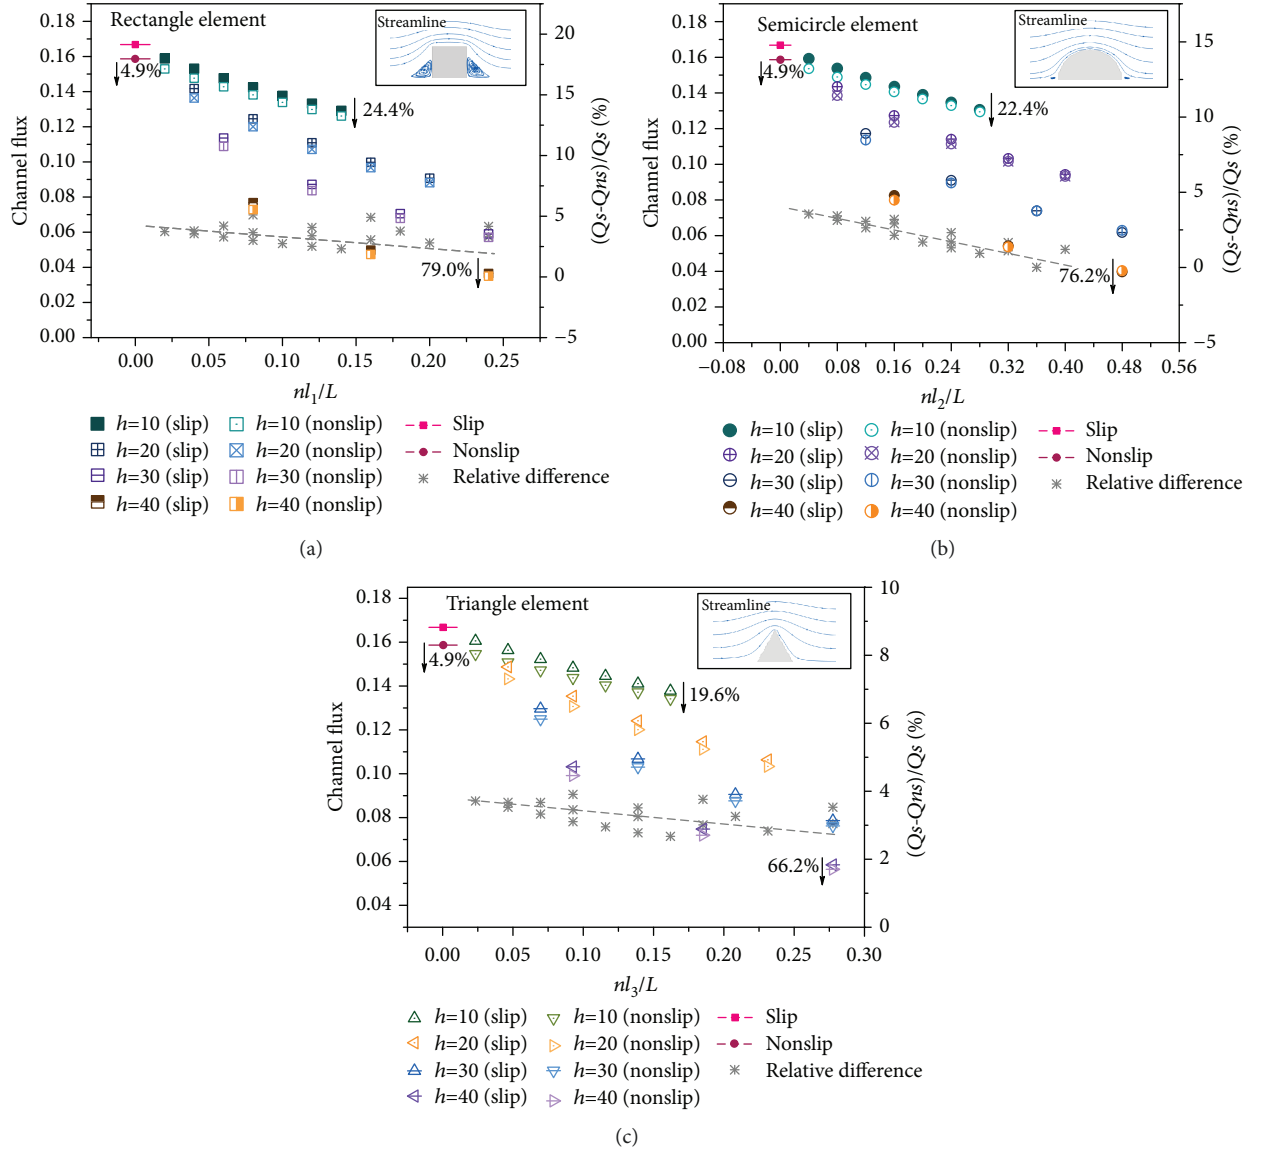 Rectangle element
Streamline
4.9%
24.4%
79.0%
Channel flux
0.18
0.16
0.14
0.12
0.10
0.08
0.06
0.04
0.02
0.00
20
15
10
5
0
−5
(Qs-Qns)/Qs (%)
0.00 0.05 0.10 0.15 0.20 0.25
nl1/L
h=10 (slip) h=10 (nonslip) Slip
h=20 (slip) h=20 (nonslip) Nonslip
h=30 (slip) h=30 (nonslip) Relative difference
h=40 (slip) h=40 (nonslip)
(a)
Semicircle element
Streamline
4.9%
22.4%
76.2%
Channel flux
0.18
0.16
0.14
0.12
0.10
0.08
0.06
0.04
0.02
0.00
15
10
5
0
−5
(Qs-Qns)/Qs (%)
−0.08 0.00 0.08 0.16 0.24 0.32 0.40 0.48 0.56
nl2/L
h=10 (slip) h=10 (nonslip) Slip
h=20 (slip) h=20 (nonslip) Nonslip
h=30 (slip) h=30 (nonslip) Relative difference
h=40 (slip) h=40 (nonslip)
(b)
Triangle element
Streamline
4.9%
19.6%
66.2%
Channel flux
0.18
0.16
0.14
0.12
0.10
0.08
0.06
0.04
10
8
6
4
2
0
(Qs-Qns)/Qs (%)
0.00 0.05 0.10 0.15 0.20 0.25 0.30
nl3/L
h=10 (slip) h=10 (nonslip) Slip
h=20 (slip) h=20 (nonslip) Nonslip
h=30 (slip) h=30 (nonslip) Relative difference
h=40 (slip) h=40 (nonslip)
(c)